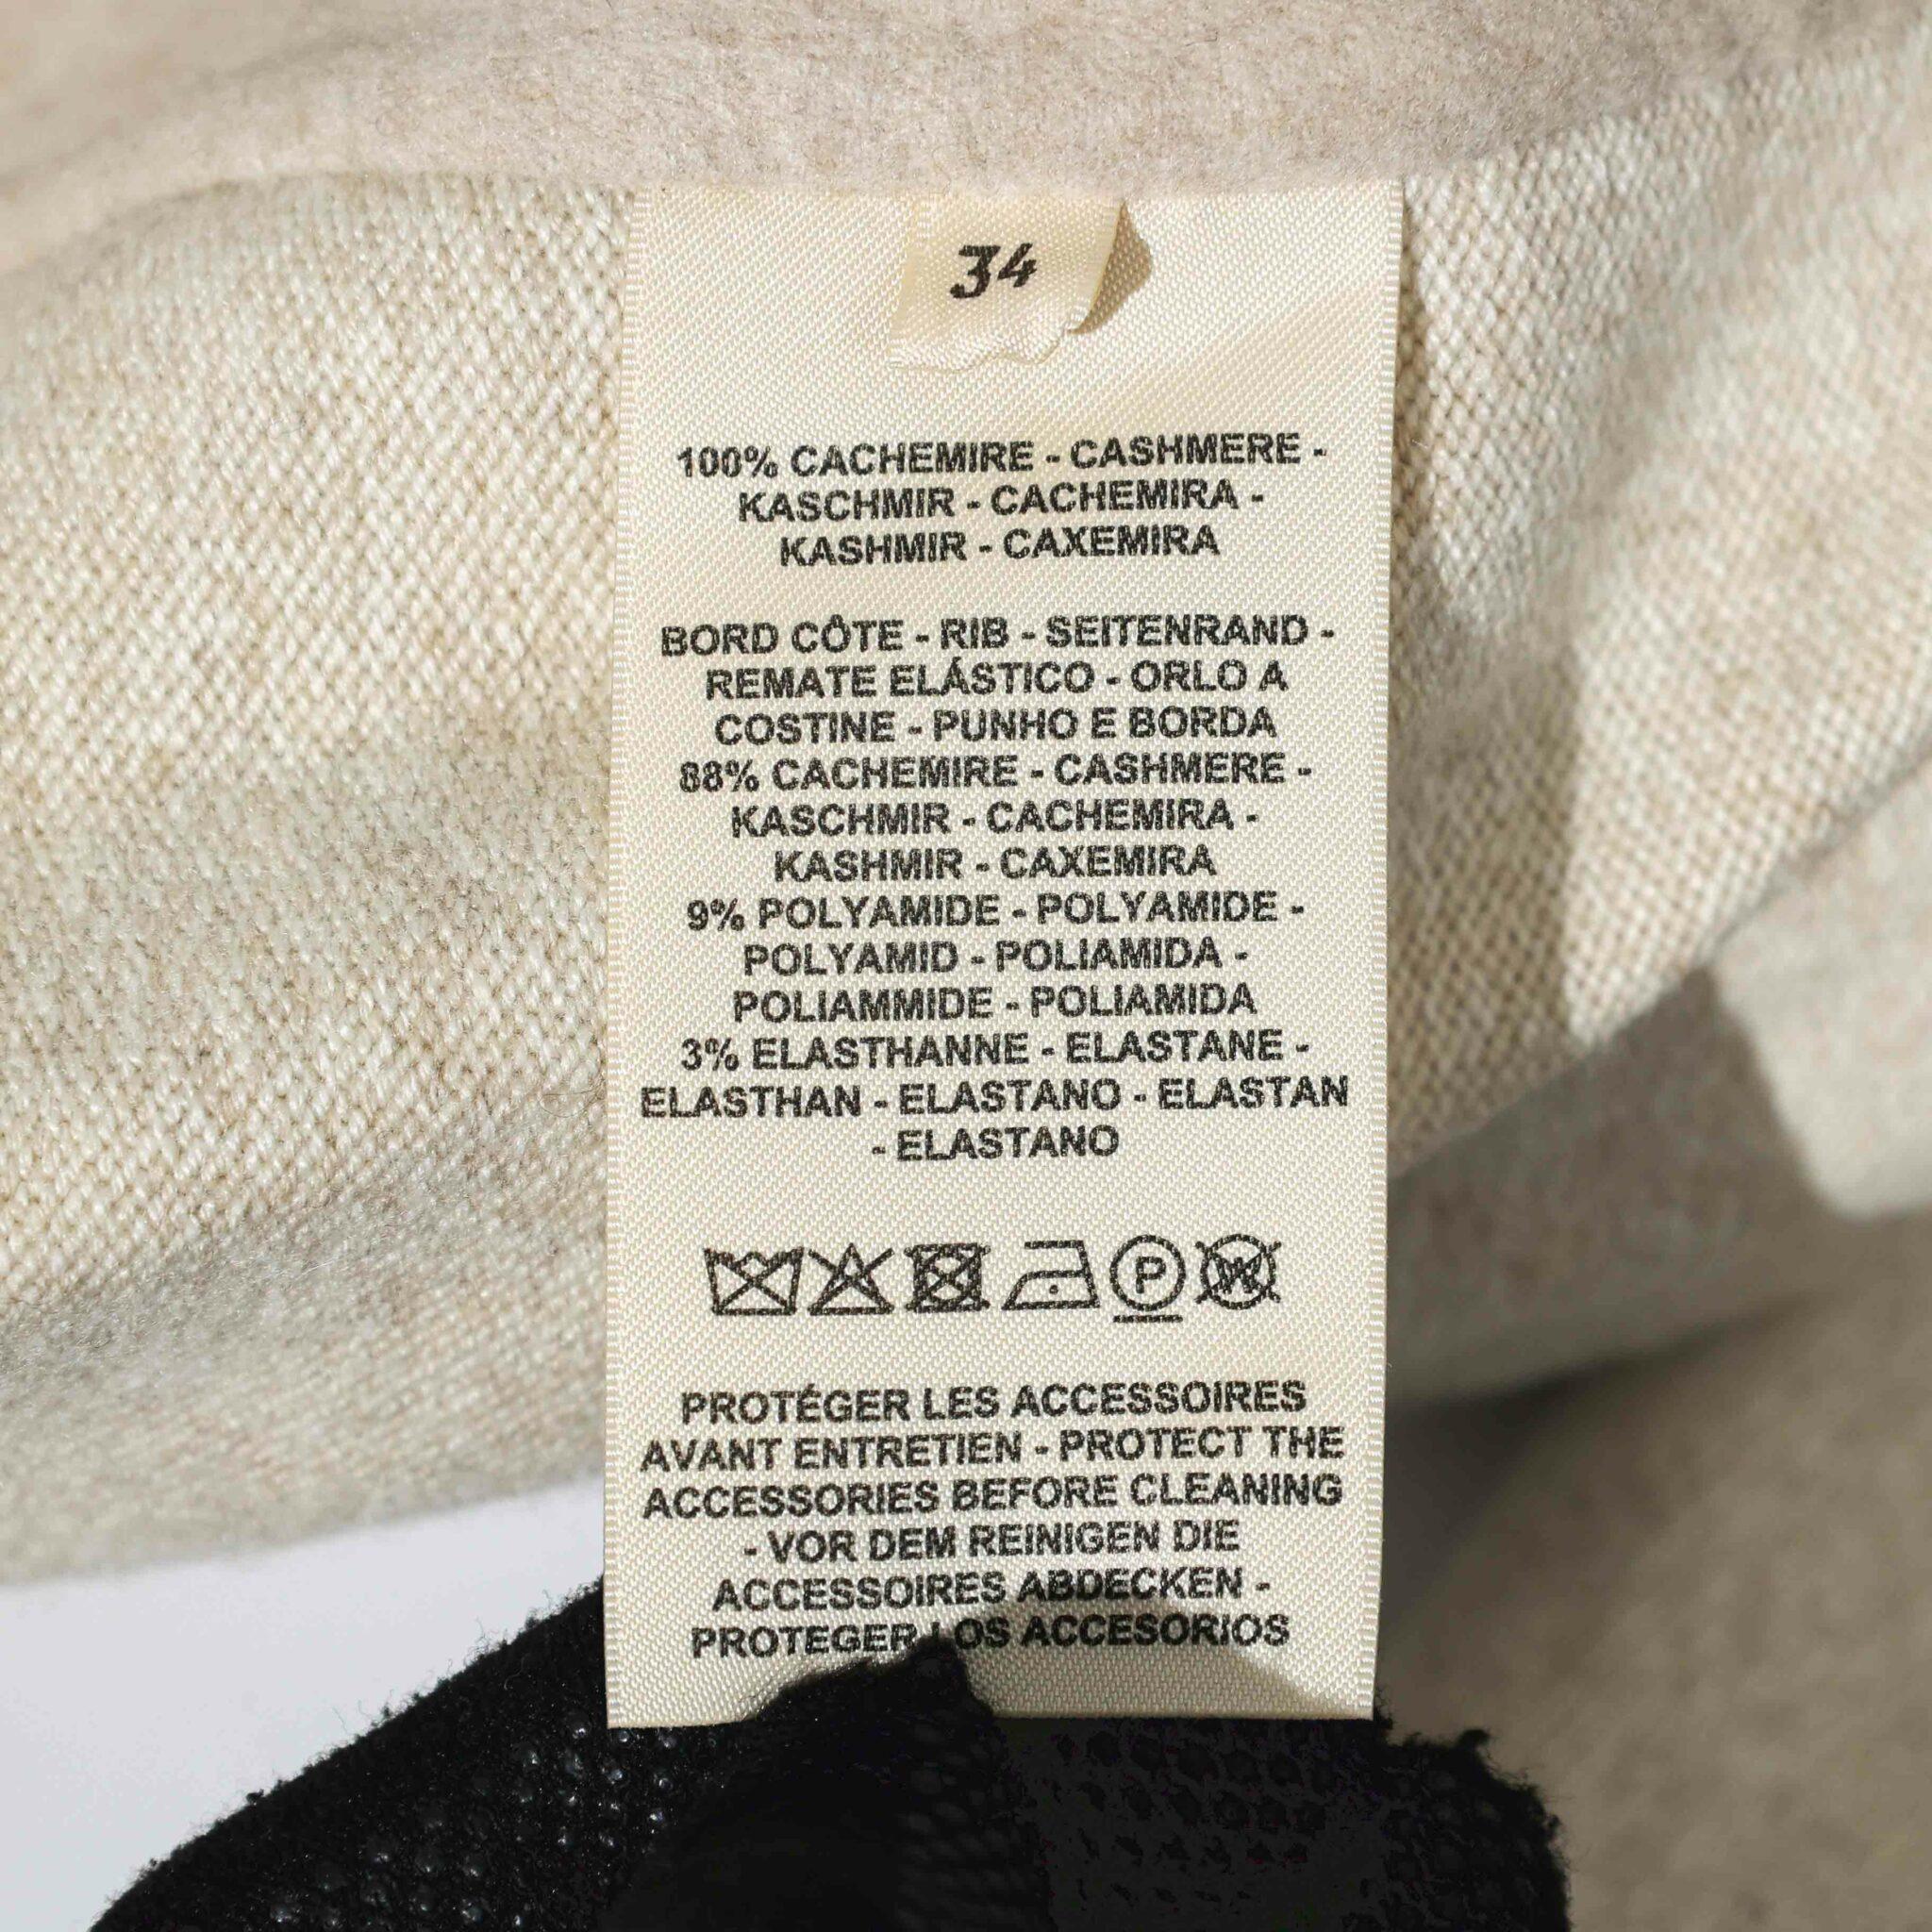 34
100% CACHEMIRE - CASHMERE -
KASCHMIR - CACHEMIRA -
KASHMIR - CAXEMIRA
BORD CÔTE - RIB - SEITENRAND -
REMATE ELÁSTICO - ORLO A
COSTINE - PUNHO E BORDA
88% CACHEMIRE - CASHMERE -
KASCHMIR - CACHEMIRA -
KASHMIR - CAXEMIRA
9% POLYAMIDE - POLYAMIDE -
POLYAMID - POLIAMIDA -
POLIAMMIDE - POLIAMIDA
3% ELASTHANNE - ELASTANE -
ELASTHAN - ELASTANO - ELASTAN
- ELASTANO
P W
PROTÉGER LES ACCESSOIRES
AVANT ENTRETIEN - PROTECT THE
ACCESSORIES BEFORE CLEANING
- VOR DEM REINIGEN DIE
ACCESSOIRES ABDECKEN -
PROTEGER LOS ACCESORIOS